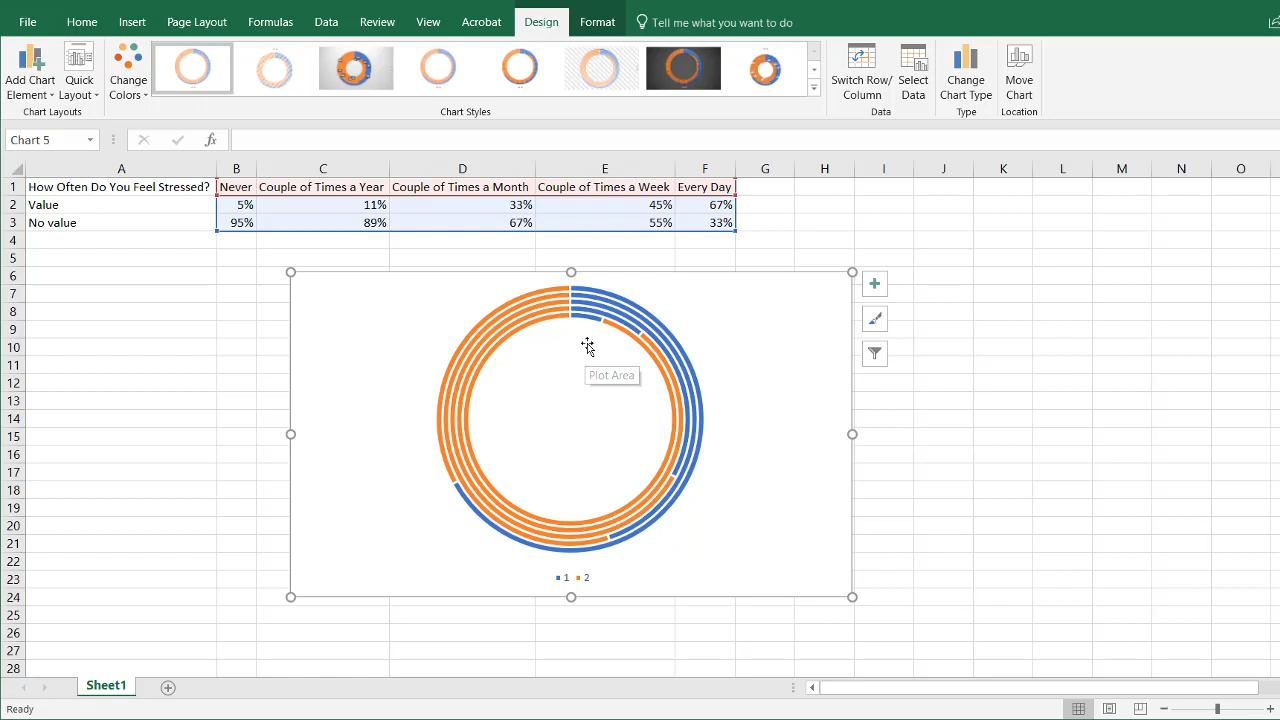 File Home Insert Page Layout Formulas Data Review View Acrobat Design Format Tell me what you want to do
Add Chart Element
Quick Layout
Change Colors
Switch Row/ Column
Select Data
Change Chart Type
Move Chart
Chart Layouts Chart Styles Data Type Location
Chart 5 fx
A B C D E F G H I J K L M N O
1 How Often Do You Feel Stressed? Never Couple of Times a Year Couple of Times a Month Couple of Times a Week Every Day
2 Value 5% 11% 33% 45% 67%
3 No value 95% 89% 67% 55% 33%
4
5
6
7
8
9
10
11
Plot Area
12
13
14
15
16
17
18
19
20
21
22
23
1 2
24
25
26
27
28
Sheet1
Ready